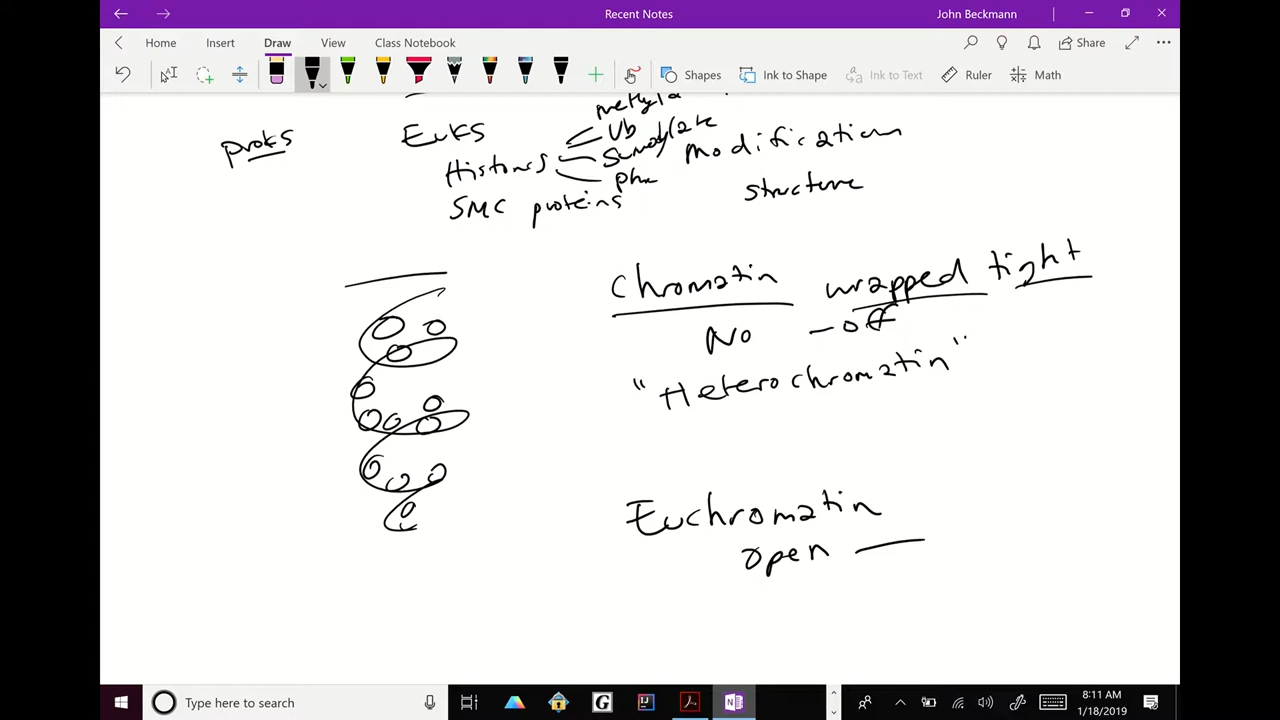 Recent Notes
John Beckmann
Home Insert Draw View Class Notebook
Share
Shapes
Ink to Shape
Ink to Text
Ruler
Math
proks
Euks
Ub
Histones
Modification
SMC proteins
structure
chromatin wrapped tight
No - off
"Heterochromatin"
Euchromatin
open
Type here to search
8:11 AM
1/18/2019